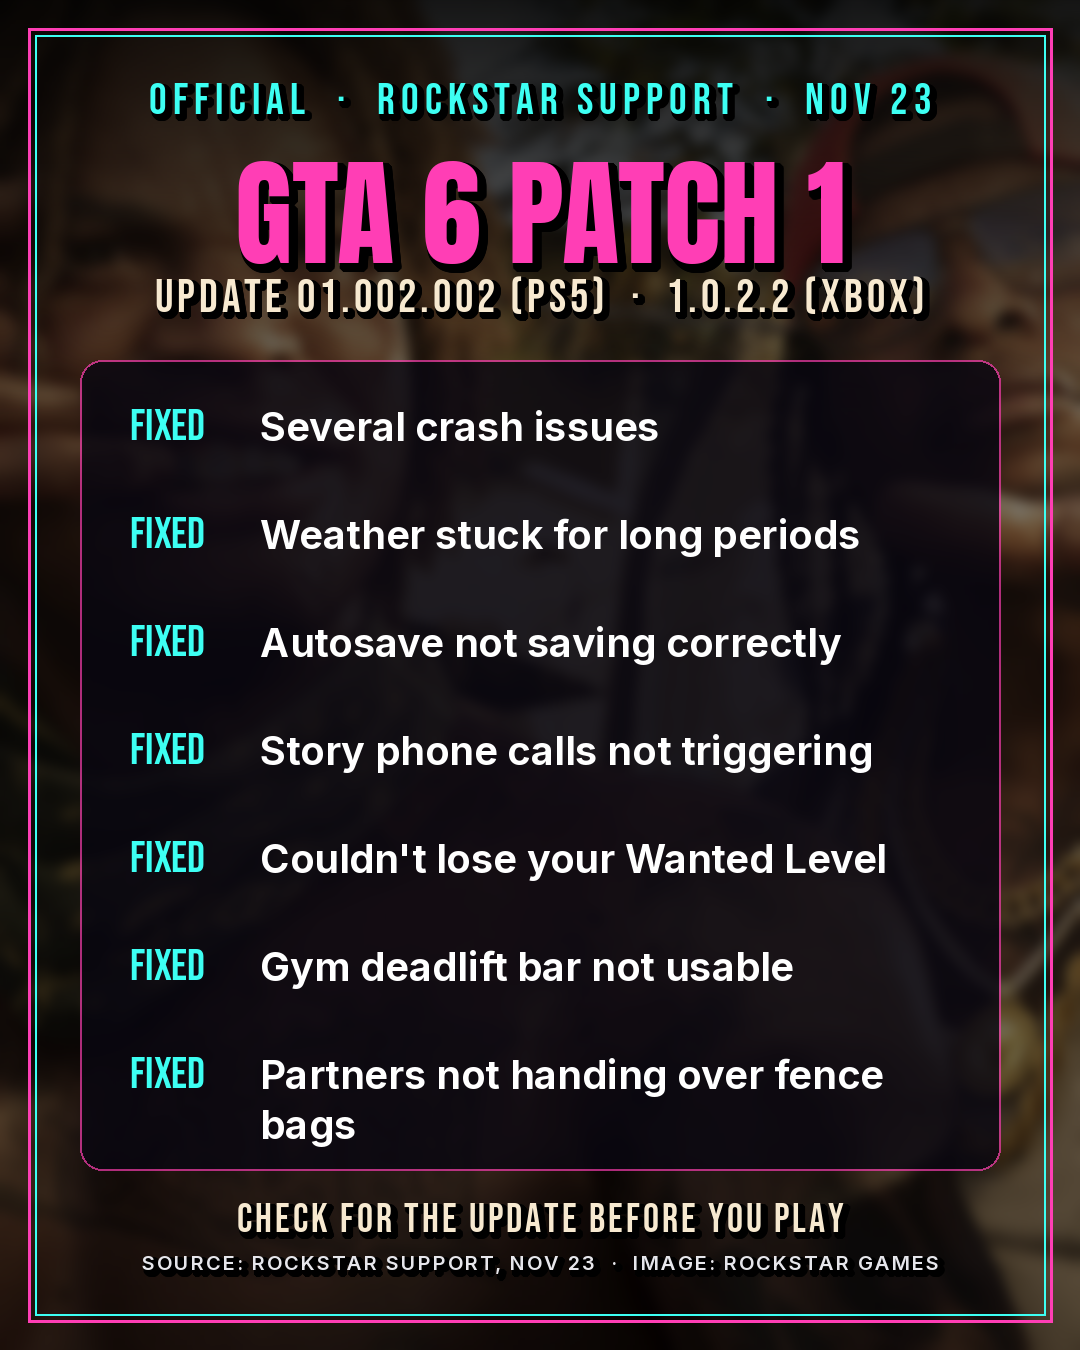 OFFICIAL · ROCKSTAR SUPPORT · NOV 23
GTA 6 PATCH 1
UPDATE 01.002.002 (PS5) · 1.0.2.2 (XBOX)
FIXED Several crash issues
FIXED Weather stuck for long periods
FIXED Autosave not saving correctly
FIXED Story phone calls not triggering
FIXED Couldn't lose your Wanted Level
FIXED Gym deadlift bar not usable
FIXED Partners not handing over fence
bags
CHECK FOR THE UPDATE BEFORE YOU PLAY
SOURCE: ROCKSTAR SUPPORT, NOV 23 · IMAGE: ROCKSTAR GAMES